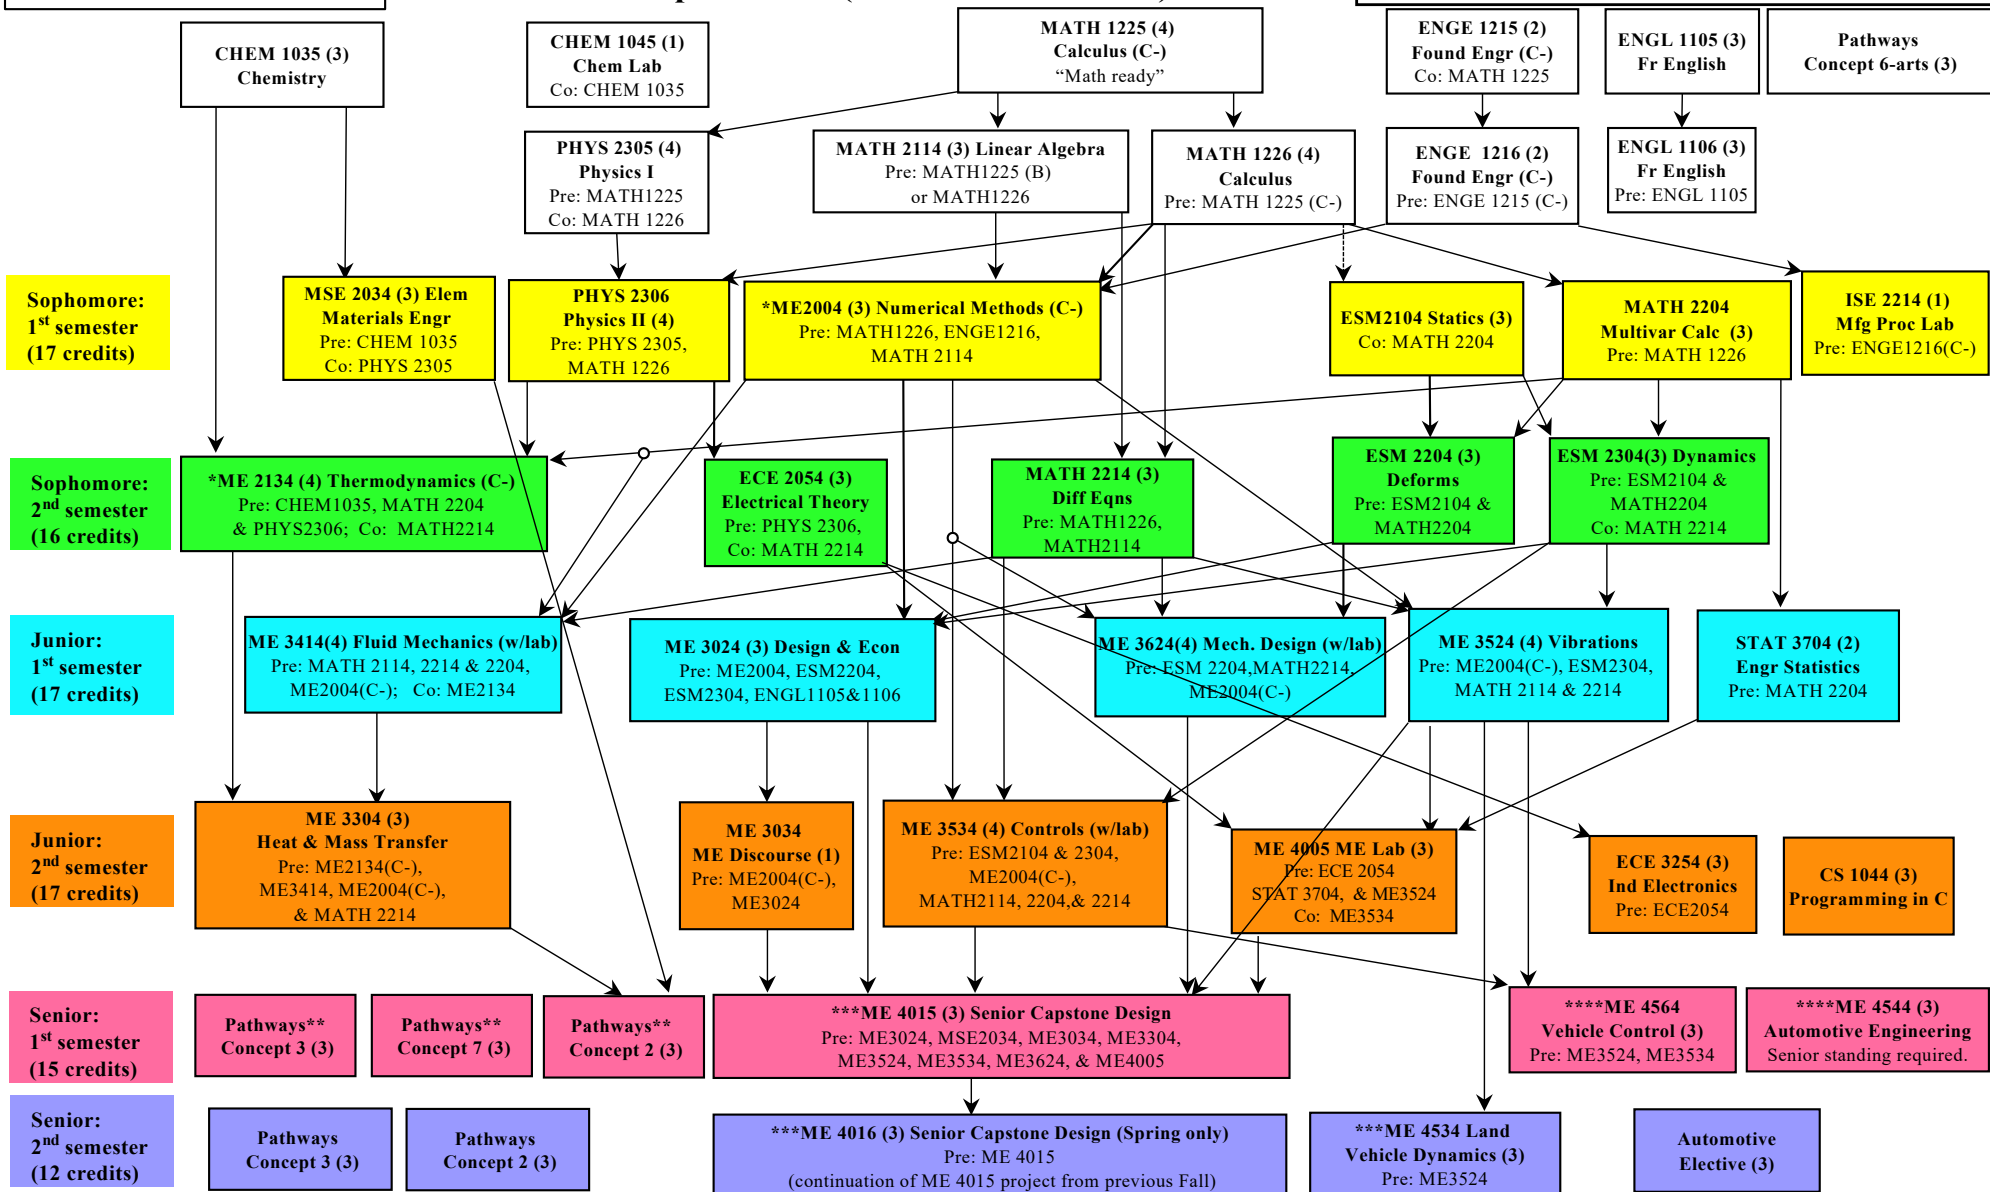 CHEM 1035 (3)
Chemistry
CHEM 1045 (1)
Chem Lab
Co: CHEM 1035
MATH 1225 (4)
Calculus (C-)
“Math ready”
ENGE 1215 (2)
Found Engr (C-)
Co: MATH 1225
ENGL 1105 (3)
Fr English
Pathways
Concept 6-arts (3)
PHYS 2305 (4)
Physics I
Pre: MATH1225
Co: MATH 1226
MATH 2114 (3) Linear Algebra
Pre: MATH1225 (B)
or MATH1226
MATH 1226 (4)
Calculus
Pre: MATH 1225 (C-)
ENGE 1216 (2)
Found Engr (C-)
Pre: ENGE 1215 (C-)
ENGL 1106 (3)
Fr English
Pre: ENGL 1105
Sophomore:
1st semester
(17 credits)
MSE 2034 (3) Elem
Materials Engr
Pre: CHEM 1035
Co: PHYS 2305
PHYS 2306
Physics II (4)
Pre: PHYS 2305,
MATH 1226
*ME2004 (3) Numerical Methods (C-)
Pre: MATH1226, ENGE1216,
MATH 2114
ESM2104 Statics (3)
Co: MATH 2204
MATH 2204
Multivar Calc (3)
Pre: MATH 1226
ISE 2214 (1)
Mfg Proc Lab
Pre: ENGE1216(C-)
Sophomore:
2nd semester
(16 credits)
*ME 2134 (4) Thermodynamics (C-)
Pre: CHEM1035, MATH 2204
& PHYS2306; Co: MATH2214
ECE 2054 (3)
Electrical Theory
Pre: PHYS 2306,
Co: MATH 2214
MATH 2214 (3)
Diff Eqns
Pre: MATH1226,
MATH2114
ESM 2204 (3)
Deforms
Pre: ESM2104 &
MATH2204
ESM 2304(3) Dynamics
Pre: ESM2104 &
MATH2204
Co: MATH 2214
Junior:
1st semester
(17 credits)
ME 3414(4) Fluid Mechanics (w/lab)
Pre: MATH 2114, 2214 & 2204,
ME2004(C-); Co: ME2134
ME 3024 (3) Design & Econ
Pre: ME2004, ESM2204,
ESM2304, ENGL1105&1106
ME 3624(4) Mech. Design (w/lab)
Pre: ESM 2204,MATH2214,
ME2004(C-)
ME 3524 (4) Vibrations
Pre: ME2004(C-), ESM2304,
MATH 2114 & 2214
STAT 3704 (2)
Engr Statistics
Pre: MATH 2204
Junior:
2nd semester
(17 credits)
ME 3304 (3)
Heat & Mass Transfer
Pre: ME2134(C-),
ME3414, ME2004(C-),
& MATH 2214
ME 3034
ME Discourse (1)
Pre: ME2004(C-),
ME3024
ME 3534 (4) Controls (w/lab)
Pre: ESM2104 & 2304,
ME2004(C-),
MATH2114, 2204,& 2214
ME 4005 ME Lab (3)
Pre: ECE 2054
STAT 3704, & ME3524
Co: ME3534
ECE 3254 (3)
Ind Electronics
Pre: ECE2054
CS 1044 (3)
Programming in C
Senior:
1st semester
(15 credits)
Pathways**
Concept 3 (3)
Pathways**
Concept 7 (3)
Pathways**
Concept 2 (3)
***ME 4015 (3) Senior Capstone Design
Pre: ME3024, MSE2034, ME3034, ME3304,
ME3524, ME3534, ME3624, & ME4005
****ME 4564
Vehicle Control (3)
Pre: ME3524, ME3534
****ME 4544 (3)
Automotive Engineering
Senior standing required.
Senior:
2nd semester
(12 credits)
Pathways
Concept 3 (3)
Pathways
Concept 2 (3)
***ME 4016 (3) Senior Capstone Design (Spring only)
Pre: ME 4015
(continuation of ME 4015 project from previous Fall)
***ME 4534 Land
Vehicle Dynamics (3)
Pre: ME3524
Automotive
Elective (3)